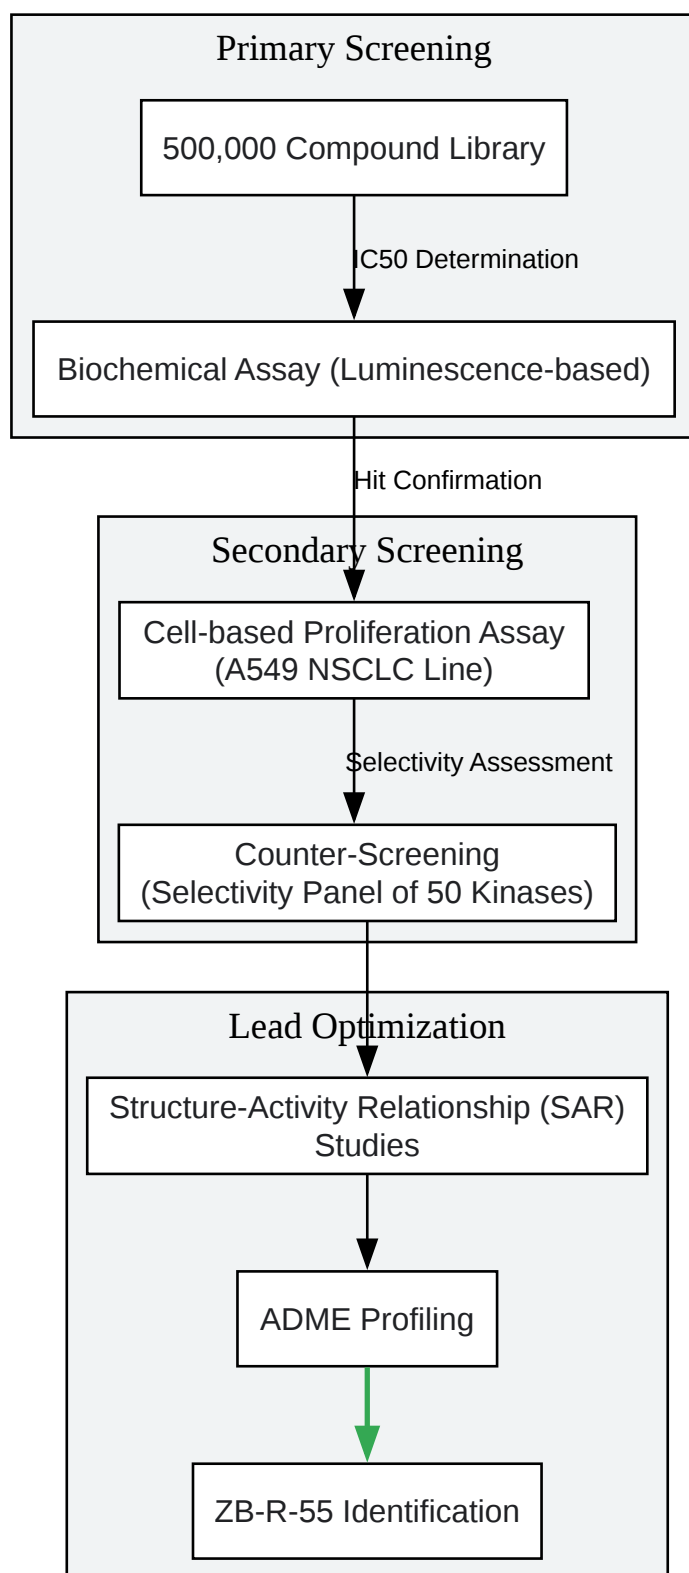 Primary Screening
500,000 Compound Library
IC50 Determination
Biochemical Assay (Luminescence-based)
Hit Confirmation
Secondary Screening
Cell-based Proliferation Assay
(A549 NSCLC Line)
Selectivity Assessment
Counter-Screening
(Selectivity Panel of 50 Kinases)
Lead Optimization
Structure-Activity Relationship (SAR)
Studies
ADME Profiling
ZB-R-55 Identification